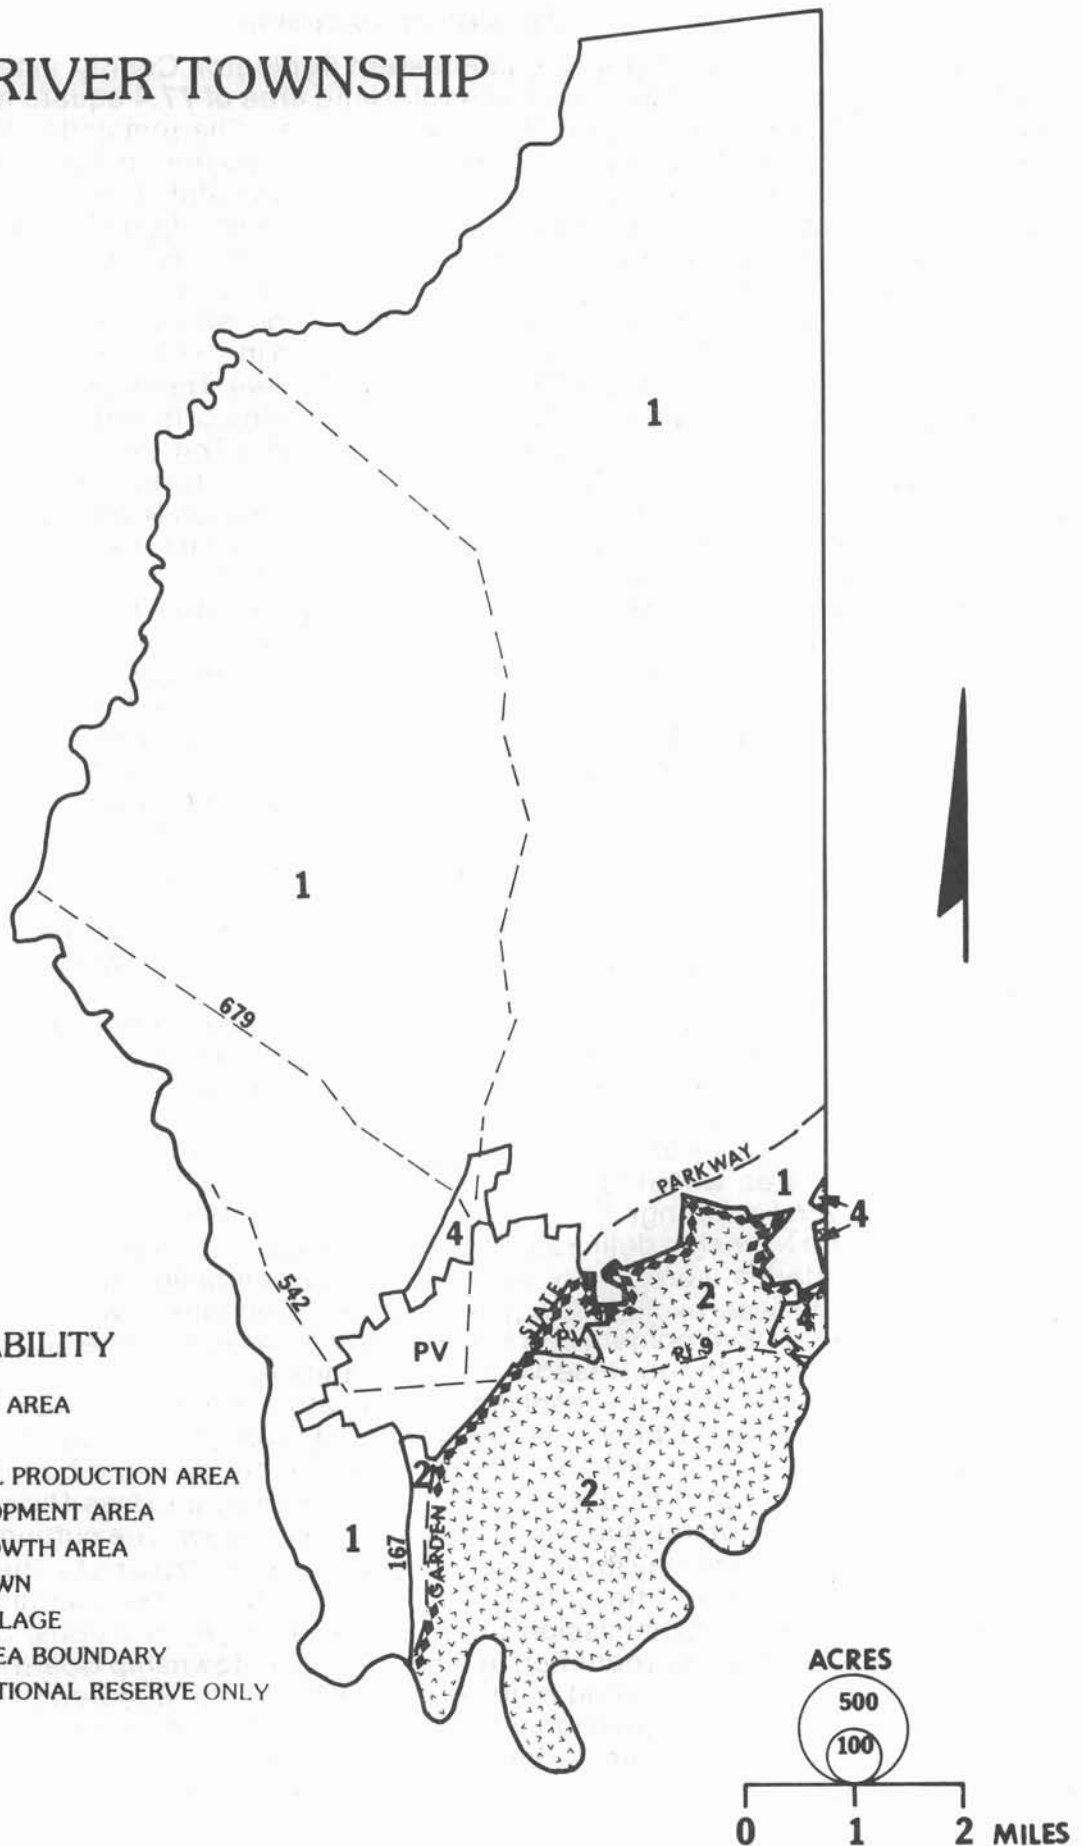 RIVER TOWNSHIP
1
1
679
PARKWAY
1
4
4
542
STATE
2
4
PV
PV
Rt 9
2
2
1
167
GARDEN
ABILITY
AREA
L PRODUCTION AREA
OPMENT AREA
OWTH AREA
WN
LAGE
EA BOUNDARY
TIONAL RESERVE ONLY
ACRES
500
100
0 1 2 MILES